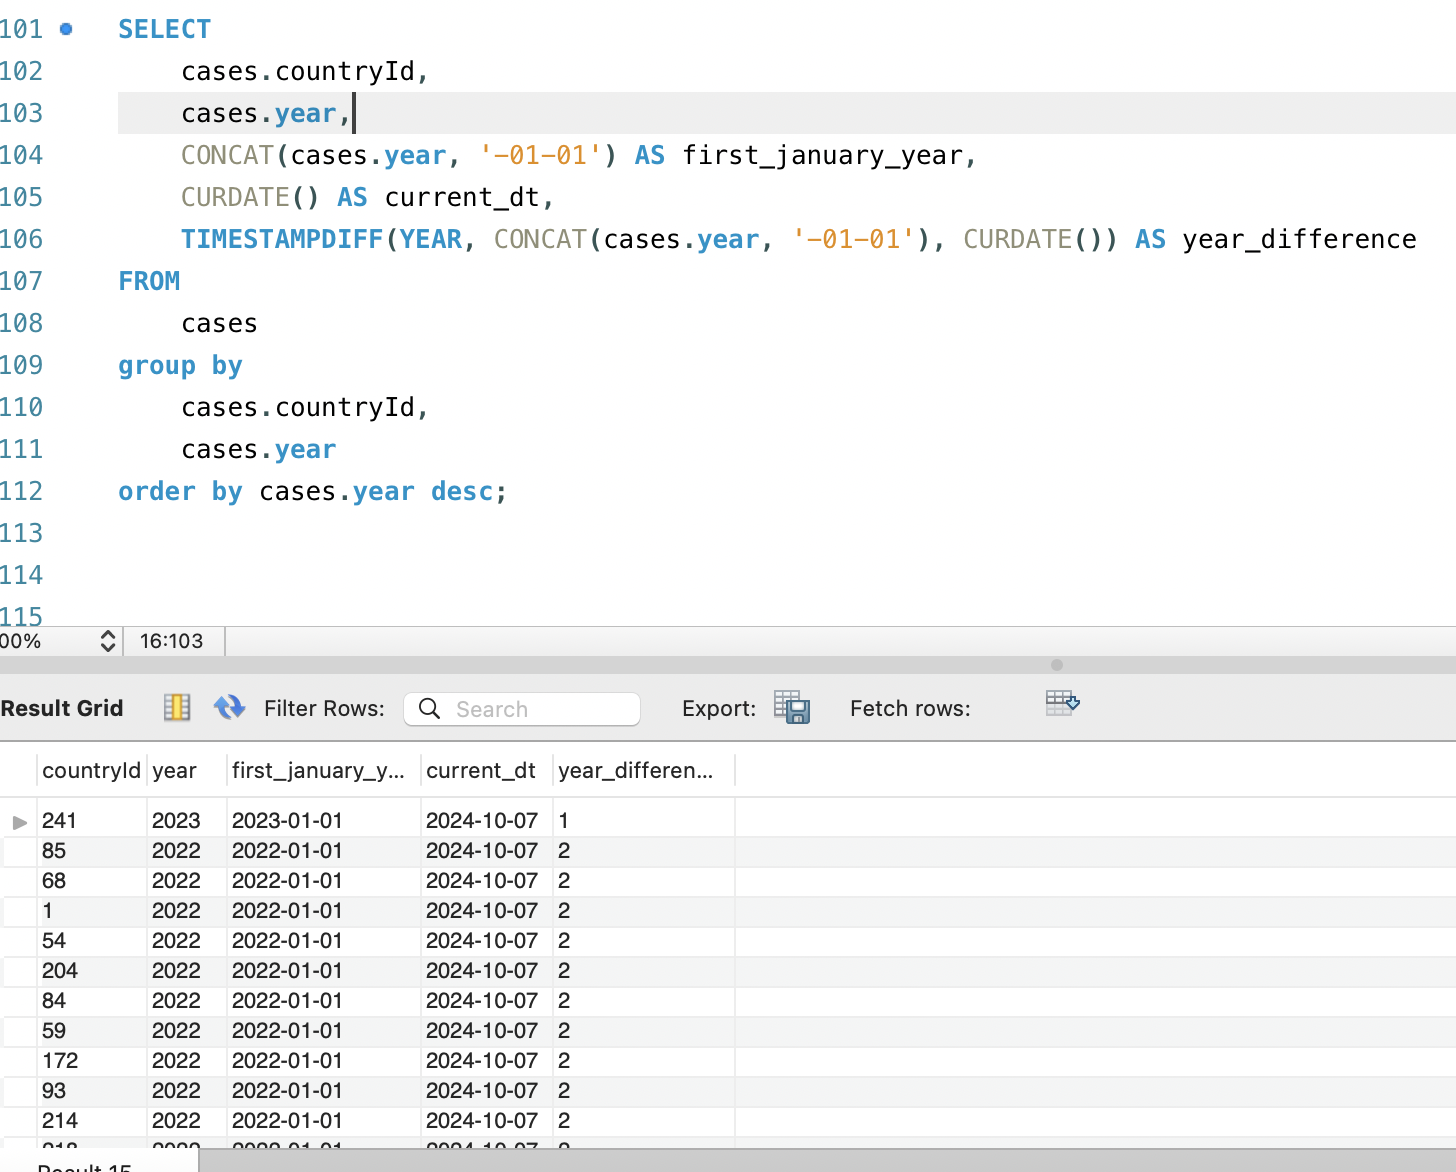 101 SELECT
102 cases.countryId,
103 cases.year,
104 CONCAT(cases.year, '-01-01') AS first_january_year,
105 CURDATE() AS current_dt,
106 TIMESTAMPDIFF(YEAR, CONCAT(cases.year, '-01-01'), CURDATE()) AS year_difference
107 FROM
108 cases
109 group by
110 cases.countryId,
111 cases.year
112 order by cases.year desc;
113
114
115
00% 16:103
Result Grid Filter Rows: Search Export: Fetch rows:
countryId year first_january_y... current_dt year_differen...
241 2023 2023-01-01 2024-10-07 1
85 2022 2022-01-01 2024-10-07 2
68 2022 2022-01-01 2024-10-07 2
1 2022 2022-01-01 2024-10-07 2
54 2022 2022-01-01 2024-10-07 2
204 2022 2022-01-01 2024-10-07 2
84 2022 2022-01-01 2024-10-07 2
59 2022 2022-01-01 2024-10-07 2
172 2022 2022-01-01 2024-10-07 2
93 2022 2022-01-01 2024-10-07 2
214 2022 2022-01-01 2024-10-07 2
Result 15